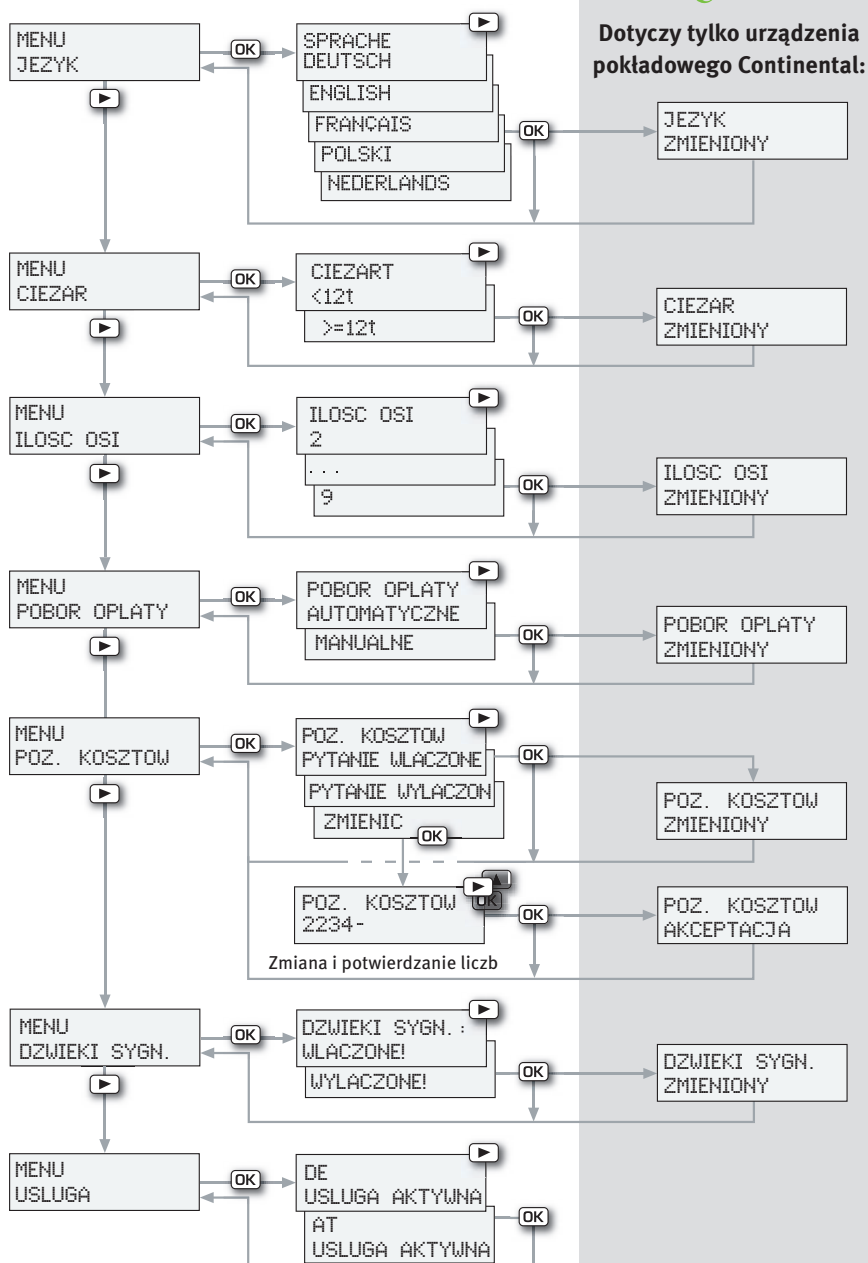 Dotyczy tylko urządzenia
pokładowego Continental:
MENU
JEZYK
OK
SPRACHE
DEUTSCH
ENGLISH
FRANÇAIS
POLSKI
NEDERLANDS
OK
JEZYK
ZMIENIONY
MENU
CIEZAR
OK
CIEZART
<12t
>=12t
OK
CIEZAR
ZMIENIONY
MENU
ILOSC OSI
OK
ILOSC OSI
2
...
9
OK
ILOSC OSI
ZMIENIONY
MENU
POBOR OPLATY
OK
POBOR OPLATY
AUTOMATYCZNE
MANUALNE
OK
POBOR OPLATY
ZMIENIONY
MENU
POZ. KOSZTOW
OK
POZ. KOSZTOW
PYTANIE WLACZONE
PYTANIE WYLACZON
ZMIENIC
OK
OK
POZ. KOSZTOW
ZMIENIONY
POZ. KOSZTOW
2234-
OK
OK
POZ. KOSZTOW
AKCEPTACJA
Zmiana i potwierdzanie liczb
MENU
DZWIEKI SYGN.
OK
DZWIEKI SYGN.:
WLACZONE!
WYLACZONE!
OK
DZWIEKI SYGN.
ZMIENIONY
MENU
USLUGA
OK
DE
USLUGA AKTYWNA
AT
USLUGA AKTYWNA
OK